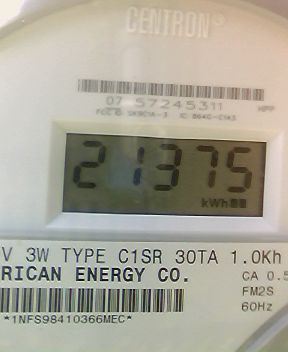 CENTRON®
07 57245311
21375
kWh
V 3W TYPE C1SR 30TA 1.0Kh
RICAN ENERGY CO.
CA 0.5
FM2S
60Hz
*1NFS98410366MEC*